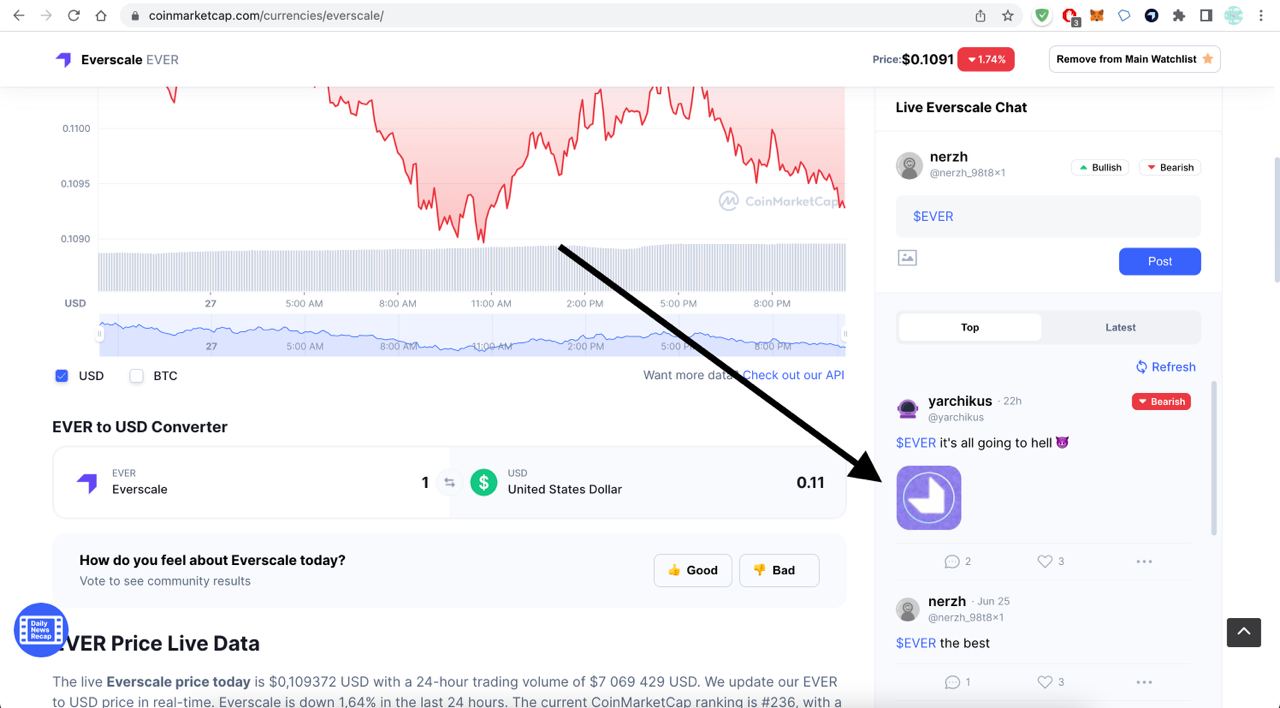 coinmarketcap.com/currencies/everscale/
3
Everscale EVER
Price:$0.1091
1.74%
Remove from Main Watchlist
0.1100
0.1095
0.1090
CoinMarketCap
USD
27
5:00 AM
8:00 AM
11:00 AM
2:00 PM
5:00 PM
8:00 PM
27
5:00 AM
8:00 AM
11:00 AM
2:00 PM
5:00 PM
8:00 PM
USD
BTC
Want more data? Check out our API
EVER to USD Converter
EVER
Everscale
1
USD
United States Dollar
0.11
How do you feel about Everscale today?
Vote to see community results
👍 Good
👎 Bad
Daily
News
Recap
EVER Price Live Data
The live Everscale price today is $0,109372 USD with a 24-hour trading volume of $7 069 429 USD. We update our EVER
to USD price in real-time. Everscale is down 1,64% in the last 24 hours. The current CoinMarketCap ranking is #236, with a
Live Everscale Chat
nerzh
@nerzh_98t8x1
Bullish
Bearish
$EVER
Post
Top
Latest
Refresh
yarchikus · 22h
@yarchikus
Bearish
$EVER it's all going to hell 😈
2
3
nerzh · Jun 25
@nerzh_98t8x1
$EVER the best
1
3